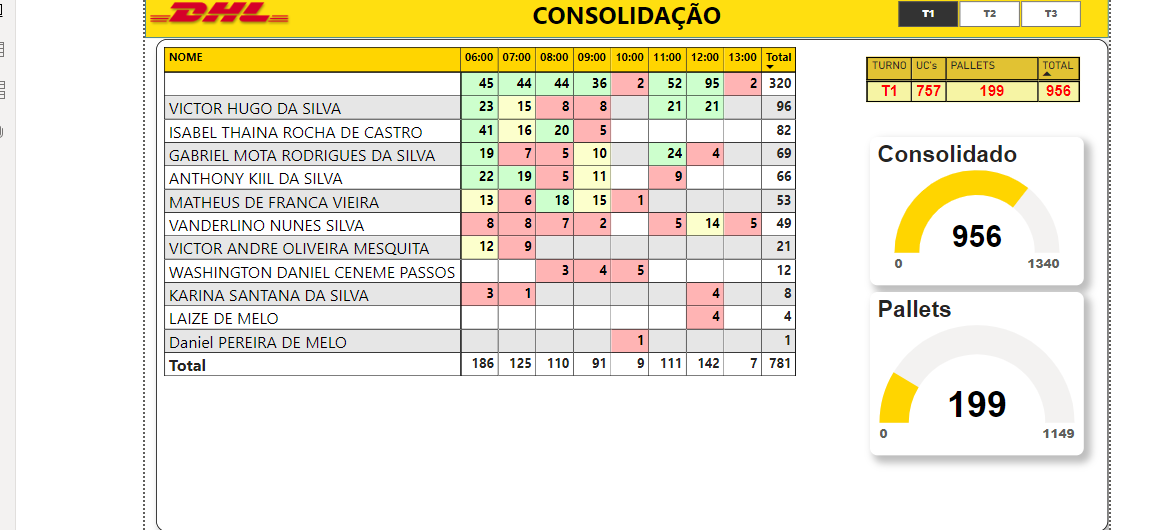 DHL CONSOLIDAÇÃO T1 T2 T3
NOME 06:00 07:00 08:00 09:00 10:00 11:00 12:00 13:00 Total
45 44 44 36 2 52 95 2 320
VICTOR HUGO DA SILVA 23 15 8 8 21 21 96
ISABEL THAINA ROCHA DE CASTRO 41 16 20 5 82
GABRIEL MOTA RODRIGUES DA SILVA 19 7 5 10 24 4 69
ANTHONY KIIL DA SILVA 22 19 5 11 9 66
MATHEUS DE FRANCA VIEIRA 13 6 18 15 1 53
VANDERLINO NUNES SILVA 8 8 7 2 5 14 5 49
VICTOR ANDRE OLIVEIRA MESQUITA 12 9 21
WASHINGTON DANIEL CENEME PASSOS 3 4 5 12
KARINA SANTANA DA SILVA 3 1 4 8
LAIZE DE MELO 4 4
Daniel PEREIRA DE MELO 1 1
Total 186 125 110 91 9 111 142 7 781
TURNO UC's PALLETS TOTAL
T1 757 199 956
Consolidado
956
0 1340
Pallets
199
0 1149